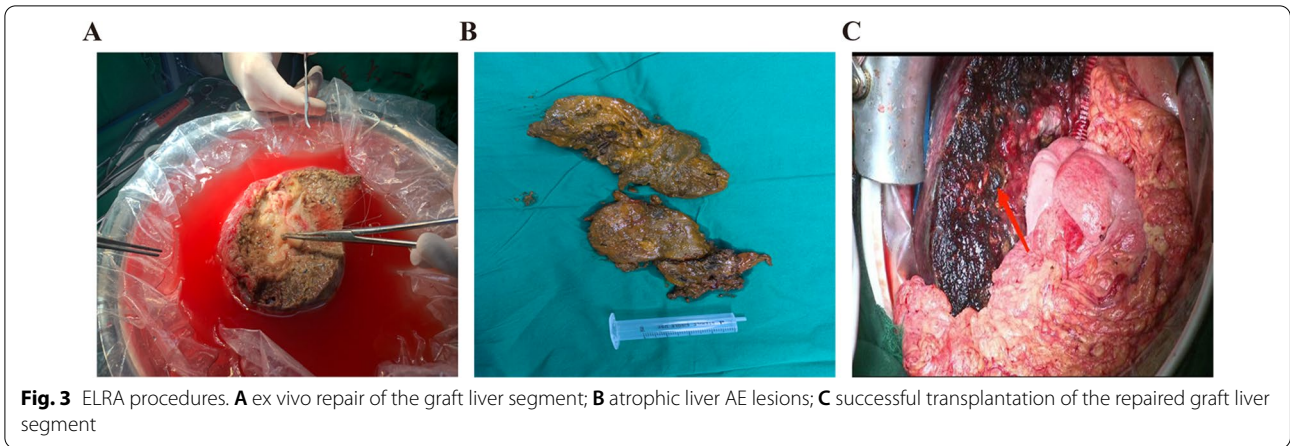 A
B
C
Fig. 3 ELRA procedures. A ex vivo repair of the graft liver segment; B atrophic liver AE lesions; C successful transplantation of the repaired graft liver
segment